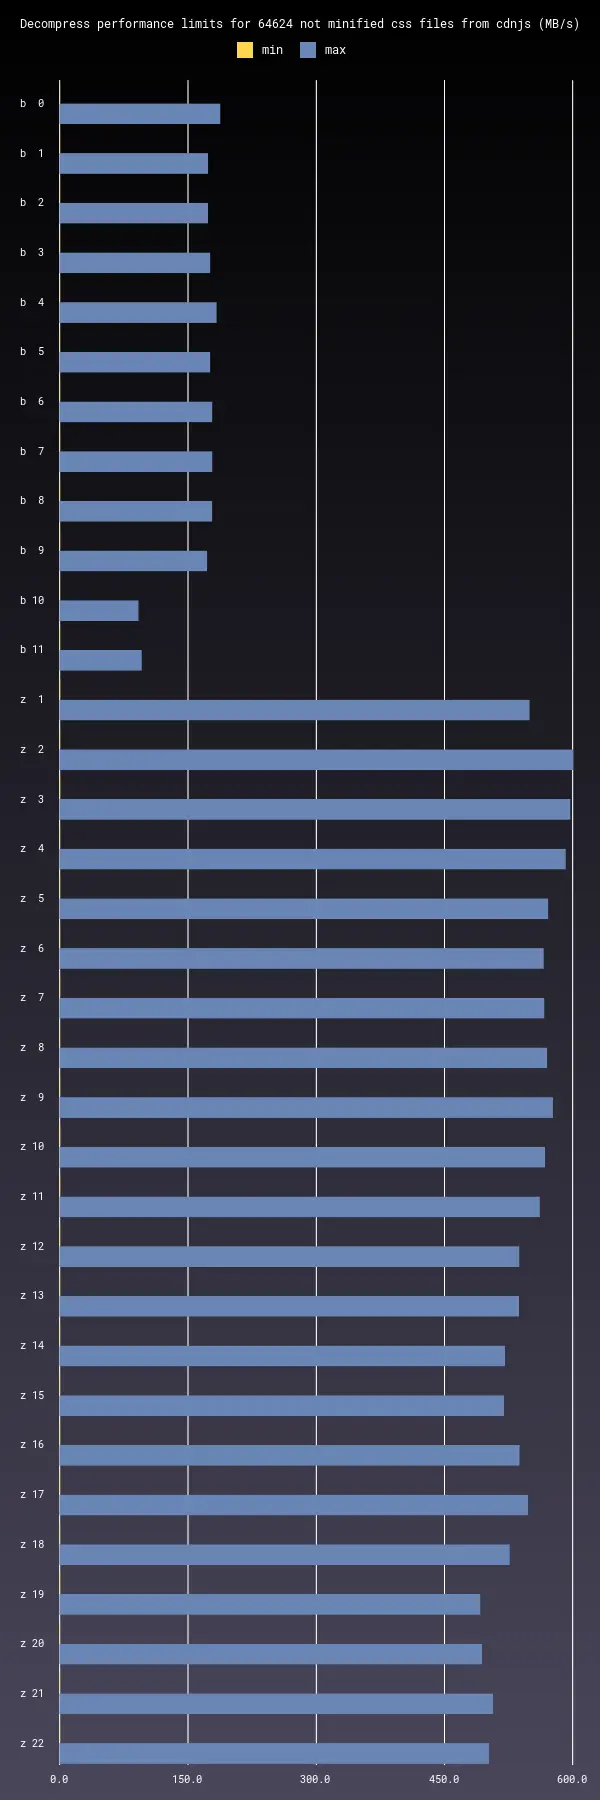 Decompress performance limits for 64624 not minified css files from cdnjs (MB/s)
min max
b 0
b 1
b 2
b 3
b 4
b 5
b 6
b 7
b 8
b 9
b 10
b 11
z 1
z 2
z 3
z 4
z 5
z 6
z 7
z 8
z 9
z 10
z 11
z 12
z 13
z 14
z 15
z 16
z 17
z 18
z 19
z 20
z 21
z 22
0.0 150.0 300.0 450.0 600.0